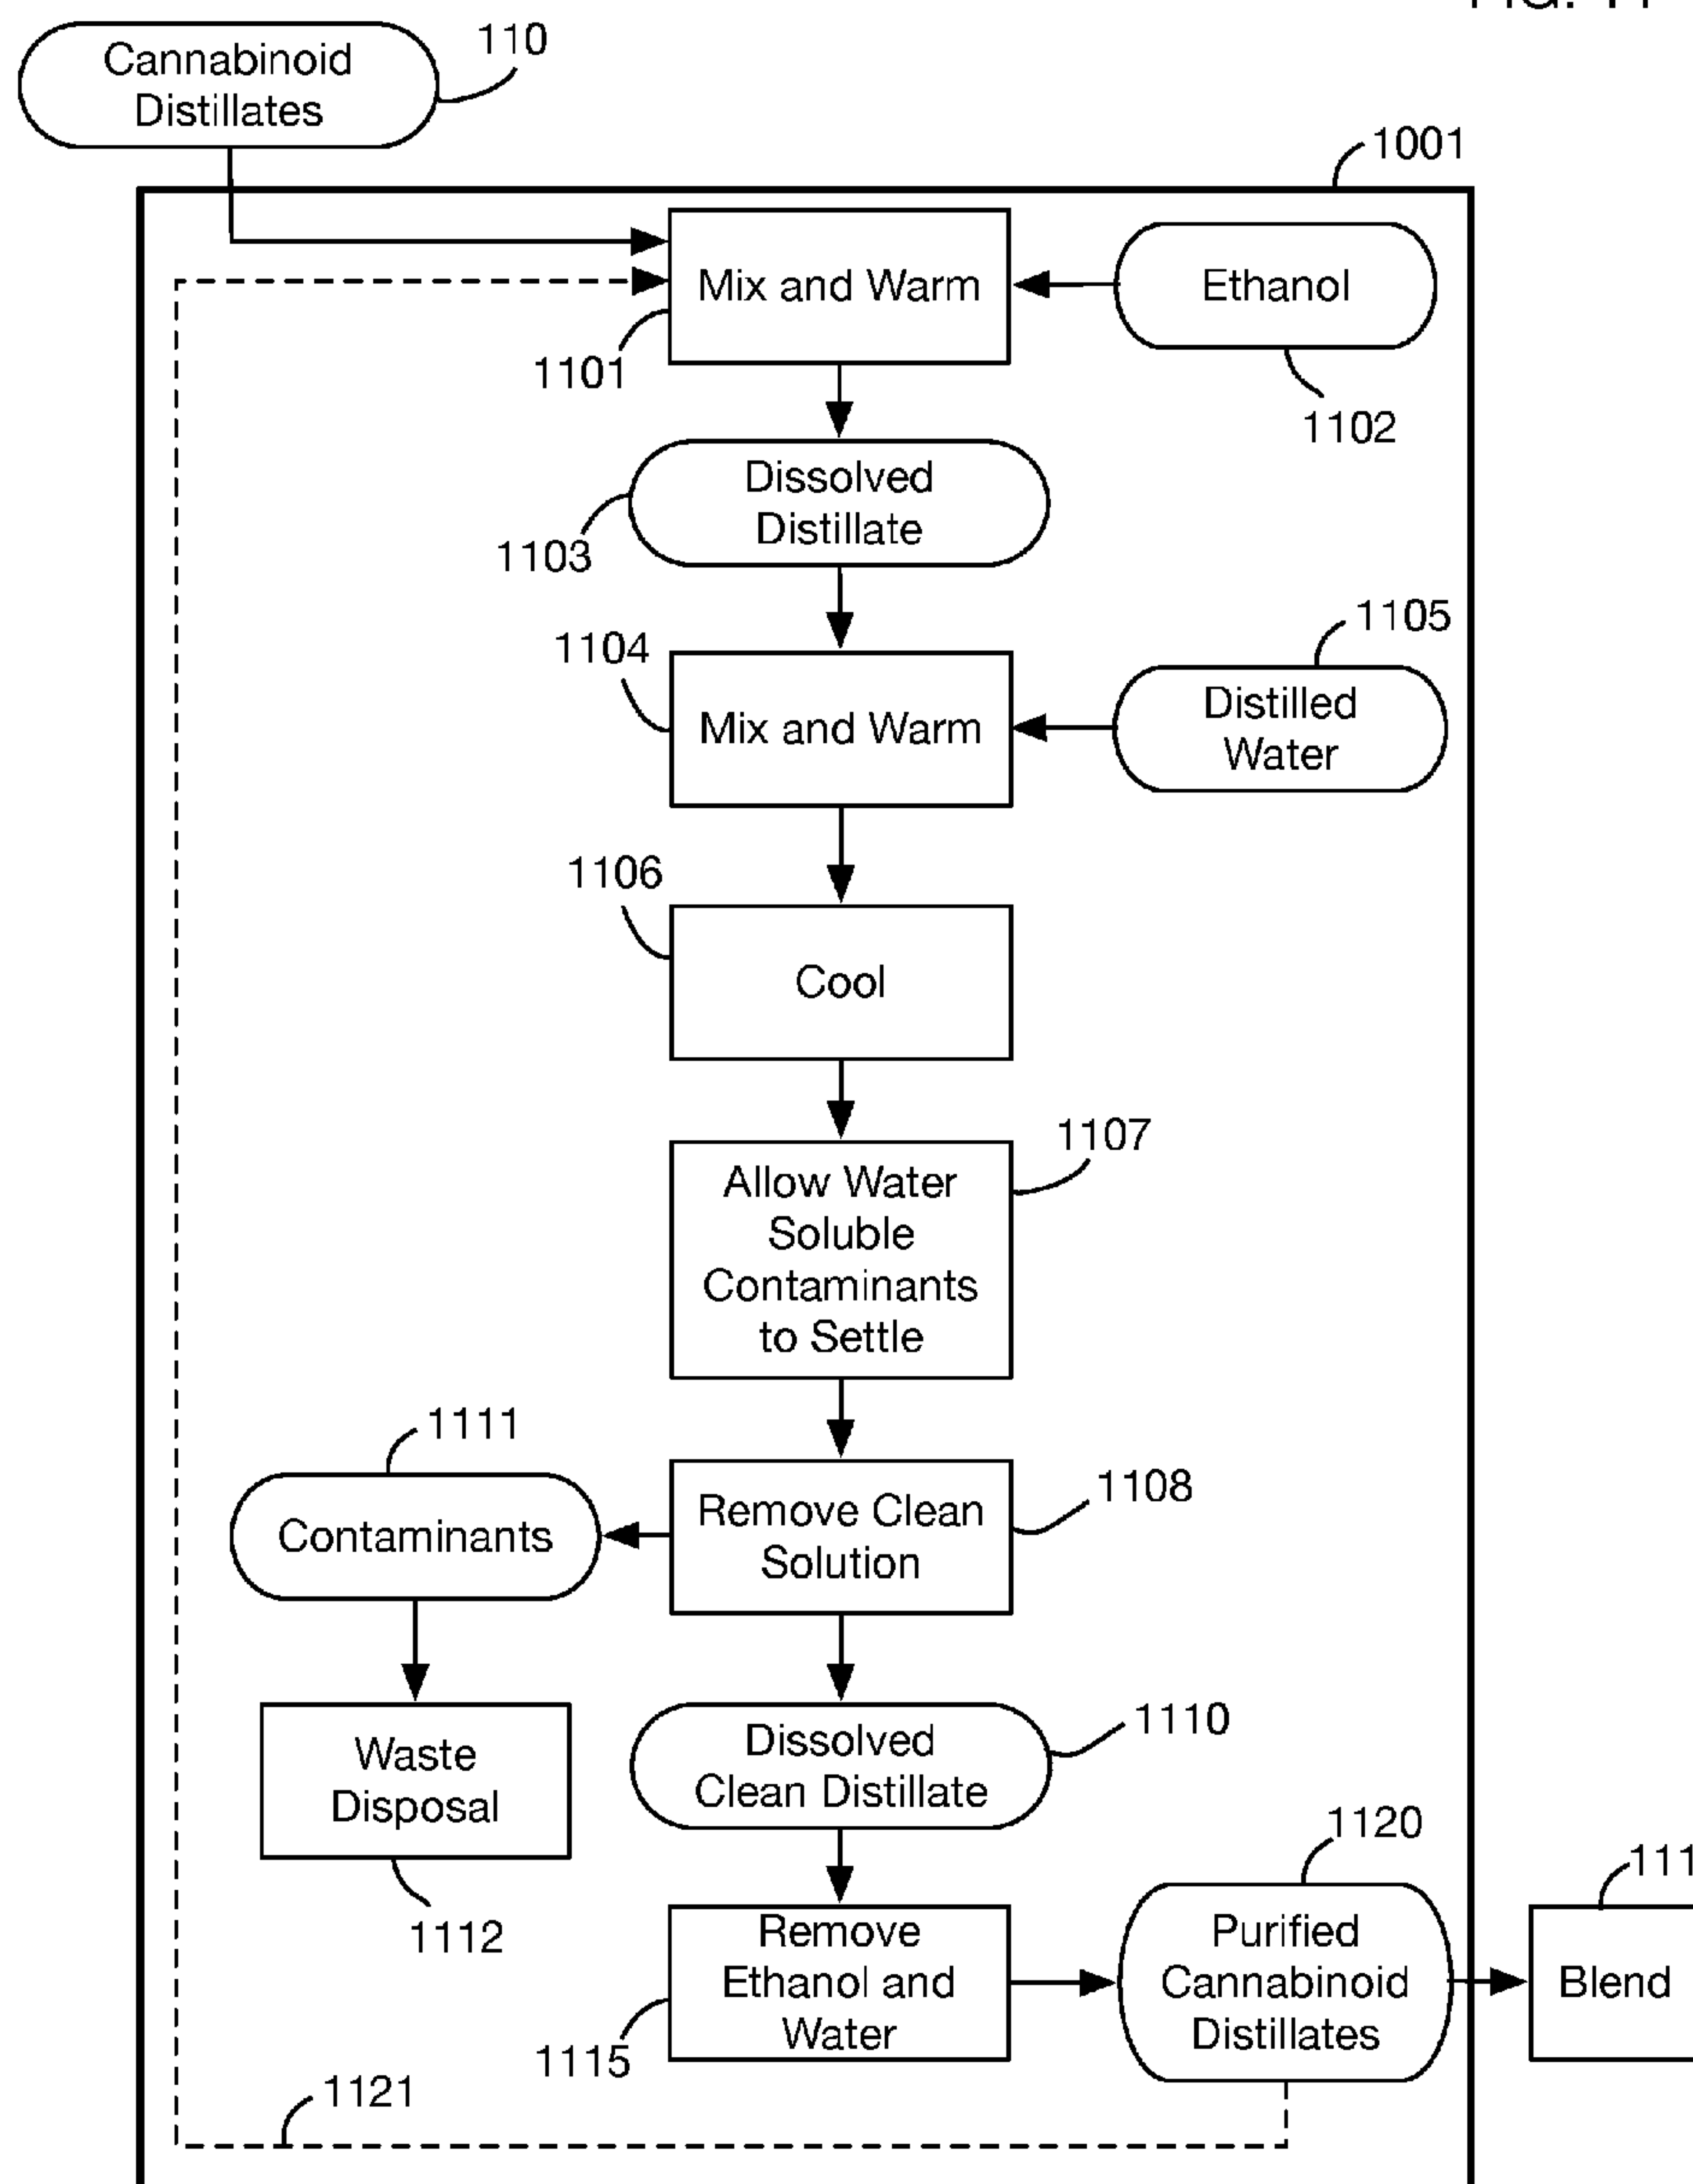 Cannabinoid
Distillates
110
1001
Mix and Warm
Ethanol
1101
1102
Dissolved
Distillate
1103
1104
1105
Mix and Warm
Distilled
Water
1106
Cool
1107
Allow Water
Soluble
Contaminants
to Settle
1111
1108
Contaminants
Remove Clean
Solution
1110
Waste
Disposal
Dissolved
Clean Distillate
1120
111
1112
Remove
Ethanol and
Water
Purified
Cannabinoid
Distillates
Blend
1115
1121